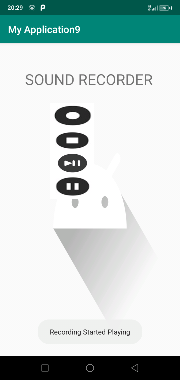 20:29
My Application9
SOUND RECORDER
Recording Started Playing